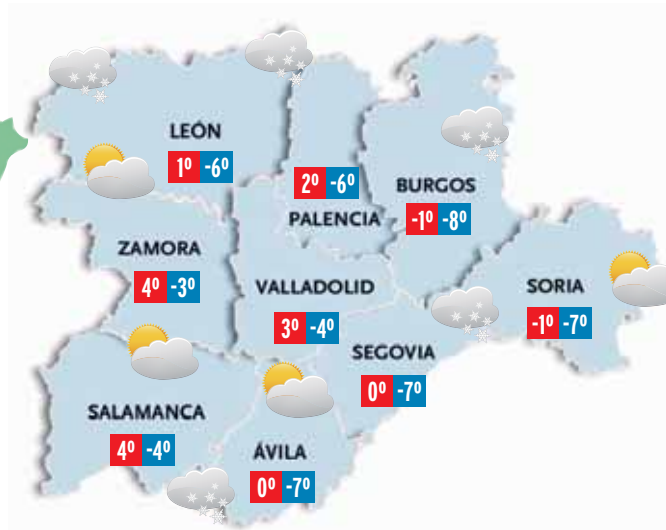 LEÓN
1º -6º
2º -6º
PALENCIA
BURGOS
-1º -8º
ZAMORA
4º -3º
VALLADOLID
3º -4º
SORIA
-1º -7º
SEGOVIA
0º -7º
SALAMANCA
4º -4º
ÁVILA
0º -7º